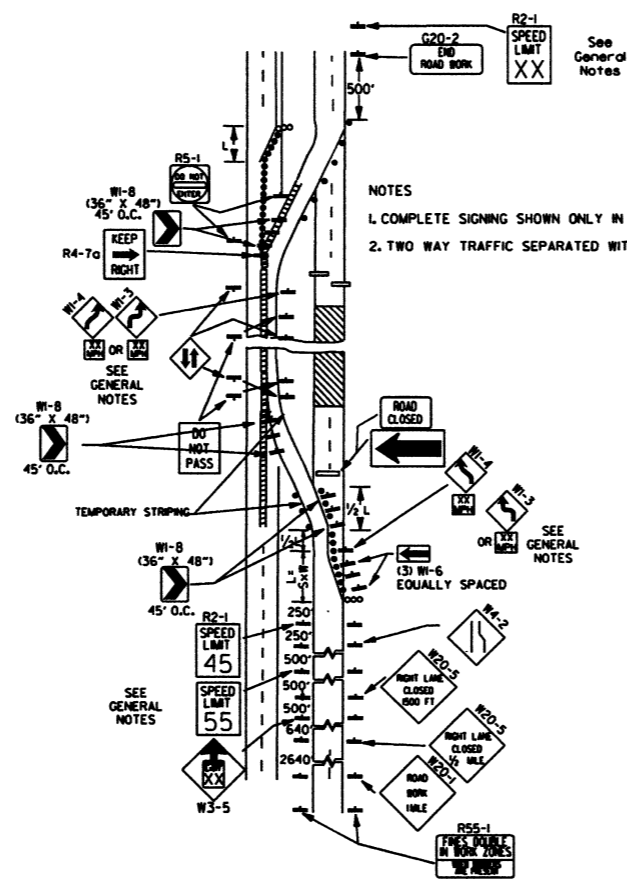 R2-1
SPEED
LIMIT
XX
See
General
Notes
G20-2
END
ROAD WORK
500'
L
R5-1
DO NOT
ENTER
W1-8
(36" X 48")
45' O.C.
KEEP
RIGHT
R4-7a
NOTES
1. COMPLETE SIGNING SHOWN ONLY IN
2. TWO WAY TRAFFIC SEPARATED WIT
W1-4
W1-3
XX
MPH
OR
XX
MPH
SEE
GENERAL
NOTES
W1-8
(36" X 48")
45' O.C.
DO
NOT
PASS
ROAD
CLOSED
TEMPORARY STRIPING
W1-4
XX
MPH
W1-3
OR
XX
MPH
SEE
GENERAL
NOTES
1/2 L
1/2 L
L=
SxW
W1-8
(36" X 48")
45' O.C.
(3) W1-6
EQUALLY SPACED
R2-1
SPEED
LIMIT
45
250'
250'
500'
500'
500'
640'
2640'
W4-2
SEE
GENERAL
NOTES
SPEED
LIMIT
55
XX
W3-5
W20-5
RIGHT LANE
CLOSED
1500 FT
W20-5
RIGHT LANE
CLOSED
1/2 MILE
W20-1
ROAD
WORK
1 MILE
R55-1
FINES DOUBLE
IN WORK ZONES
WHEN WORKERS
ARE PRESENT